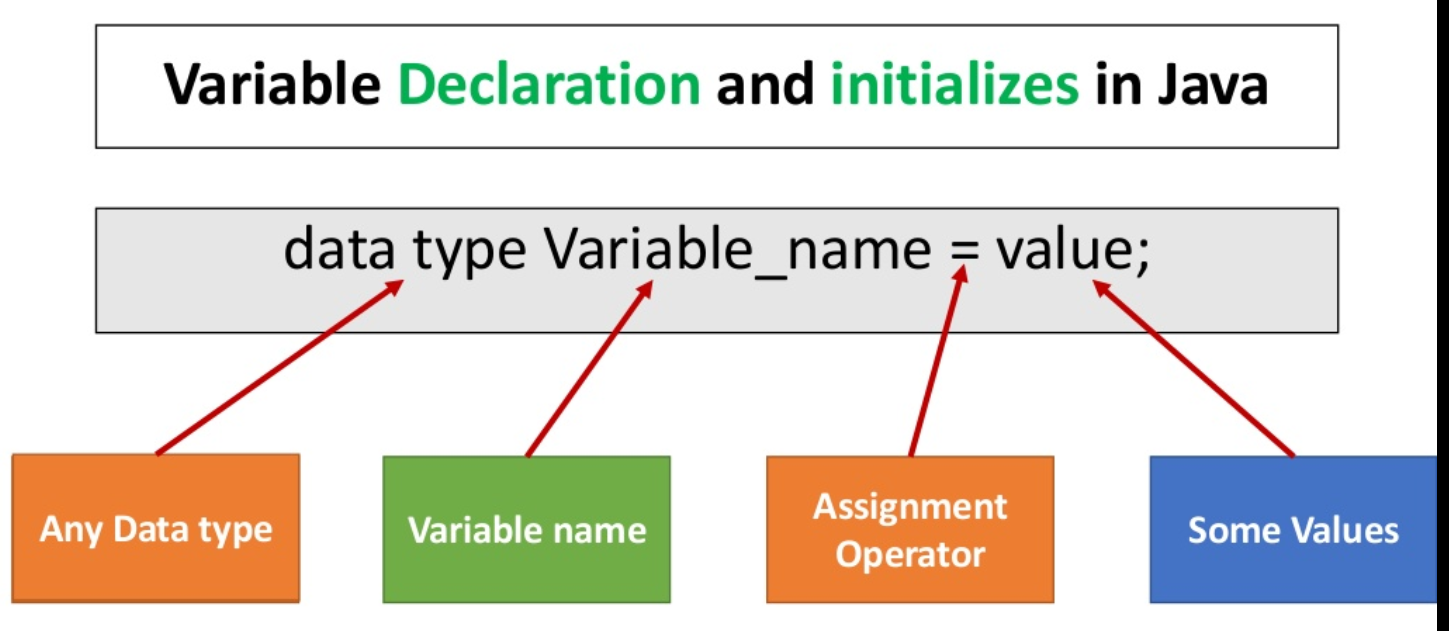 Variable Declaration and initializes in Java
data type Variable_name = value;
Any Data type
Variable name
Assignment
Operator
Some Values